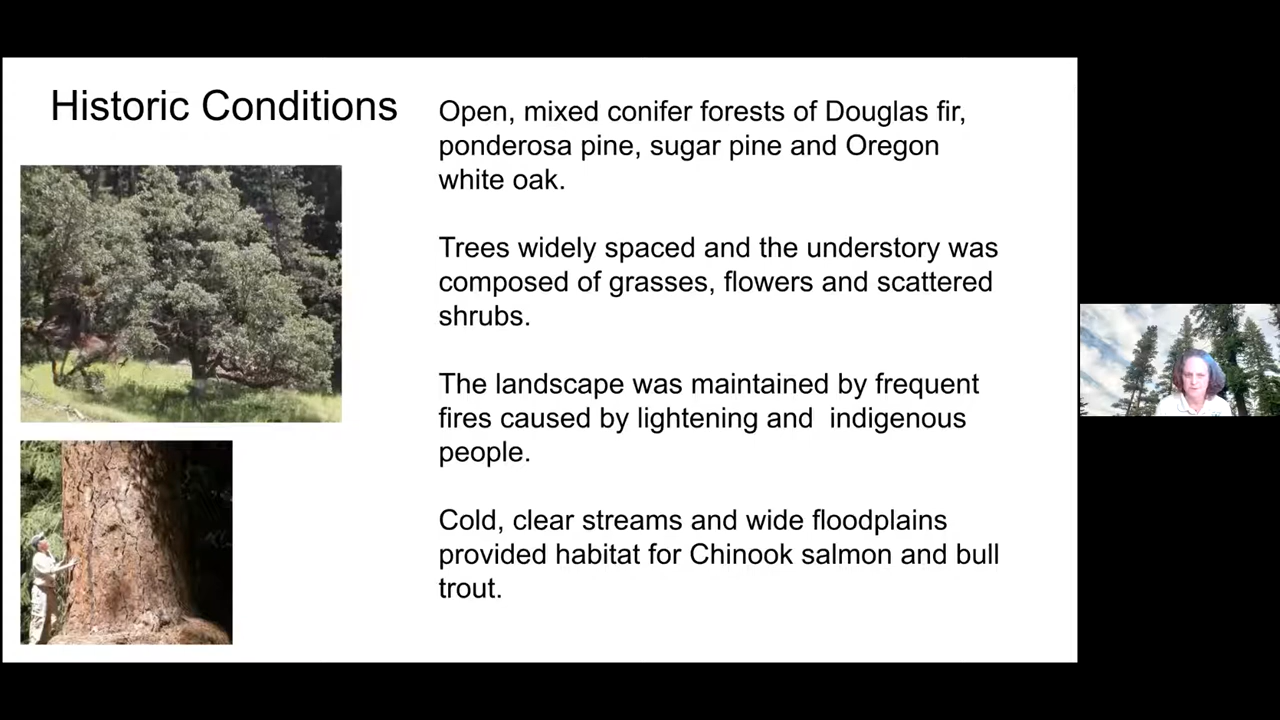 Historic Conditions
Open, mixed conifer forests of Douglas fir,
ponderosa pine, sugar pine and Oregon
white oak.
Trees widely spaced and the understory was
composed of grasses, flowers and scattered
shrubs.
The landscape was maintained by frequent
fires caused by lightening and  indigenous
people.
Cold, clear streams and wide floodplains
provided habitat for Chinook salmon and bull
trout.